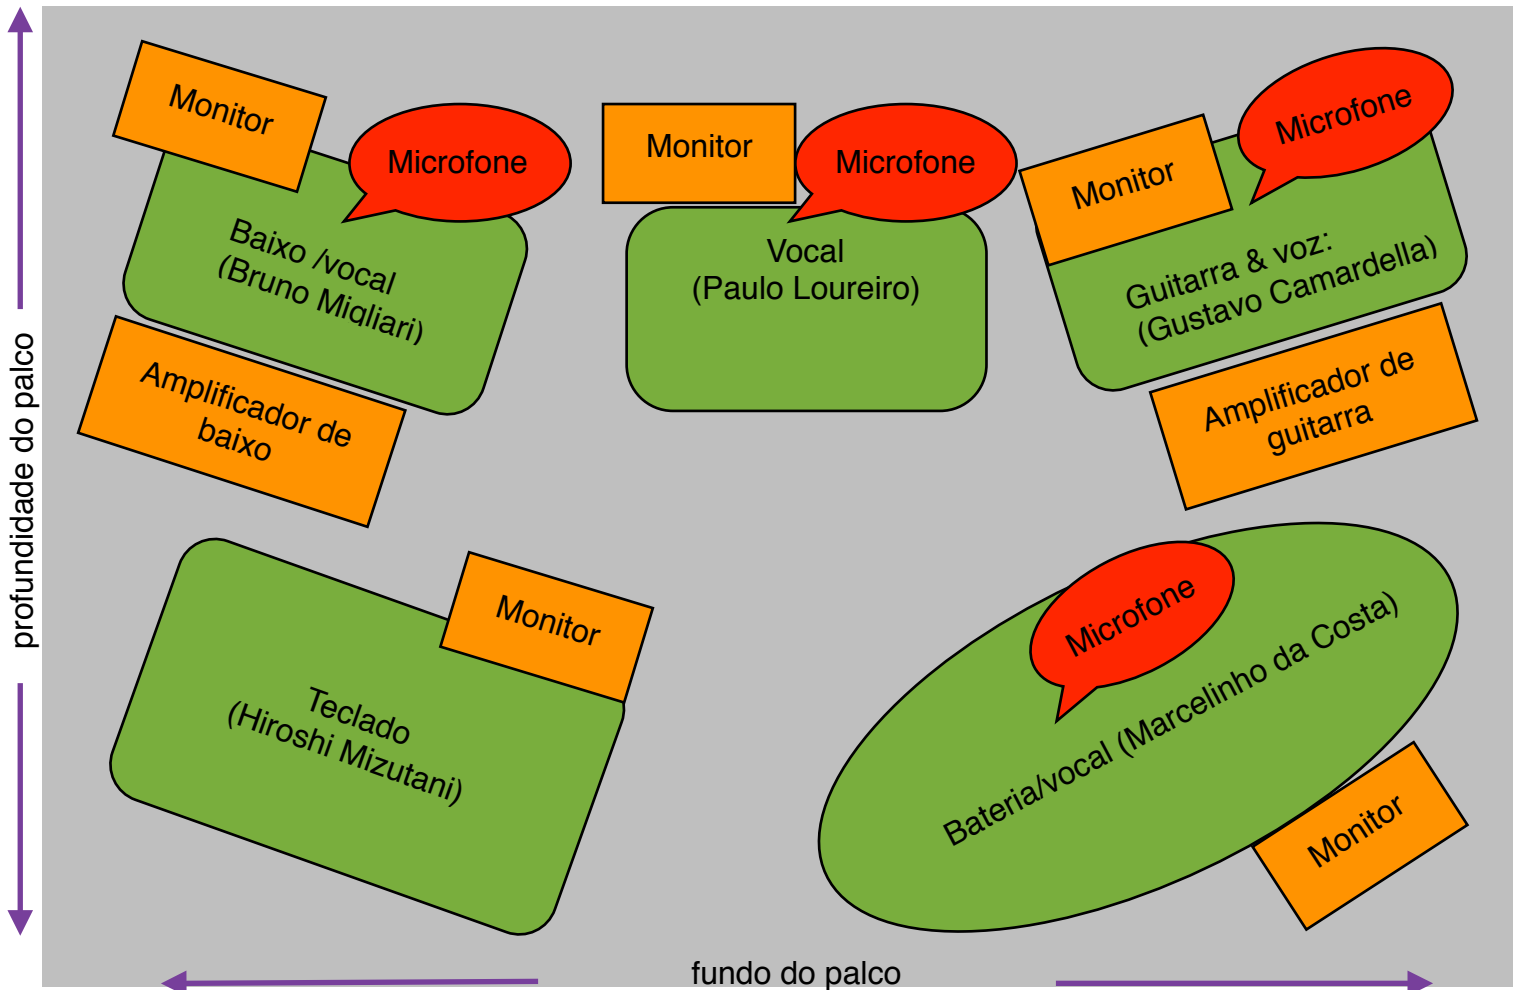 Monitor
Microfone
Baixo /vocal
(Bruno Migliari)
Amplificador de
baixo
Monitor
Microfone
Vocal
(Paulo Loureiro)
Monitor
Microfone
Guitarra & voz:
(Gustavo Camardella)
Amplificador de
guitarra
profundidade do palco
Monitor
Teclado
(Hiroshi Mizutani)
Microfone
Bateria/vocal (Marcelinho da Costa)
Monitor
fundo do palco